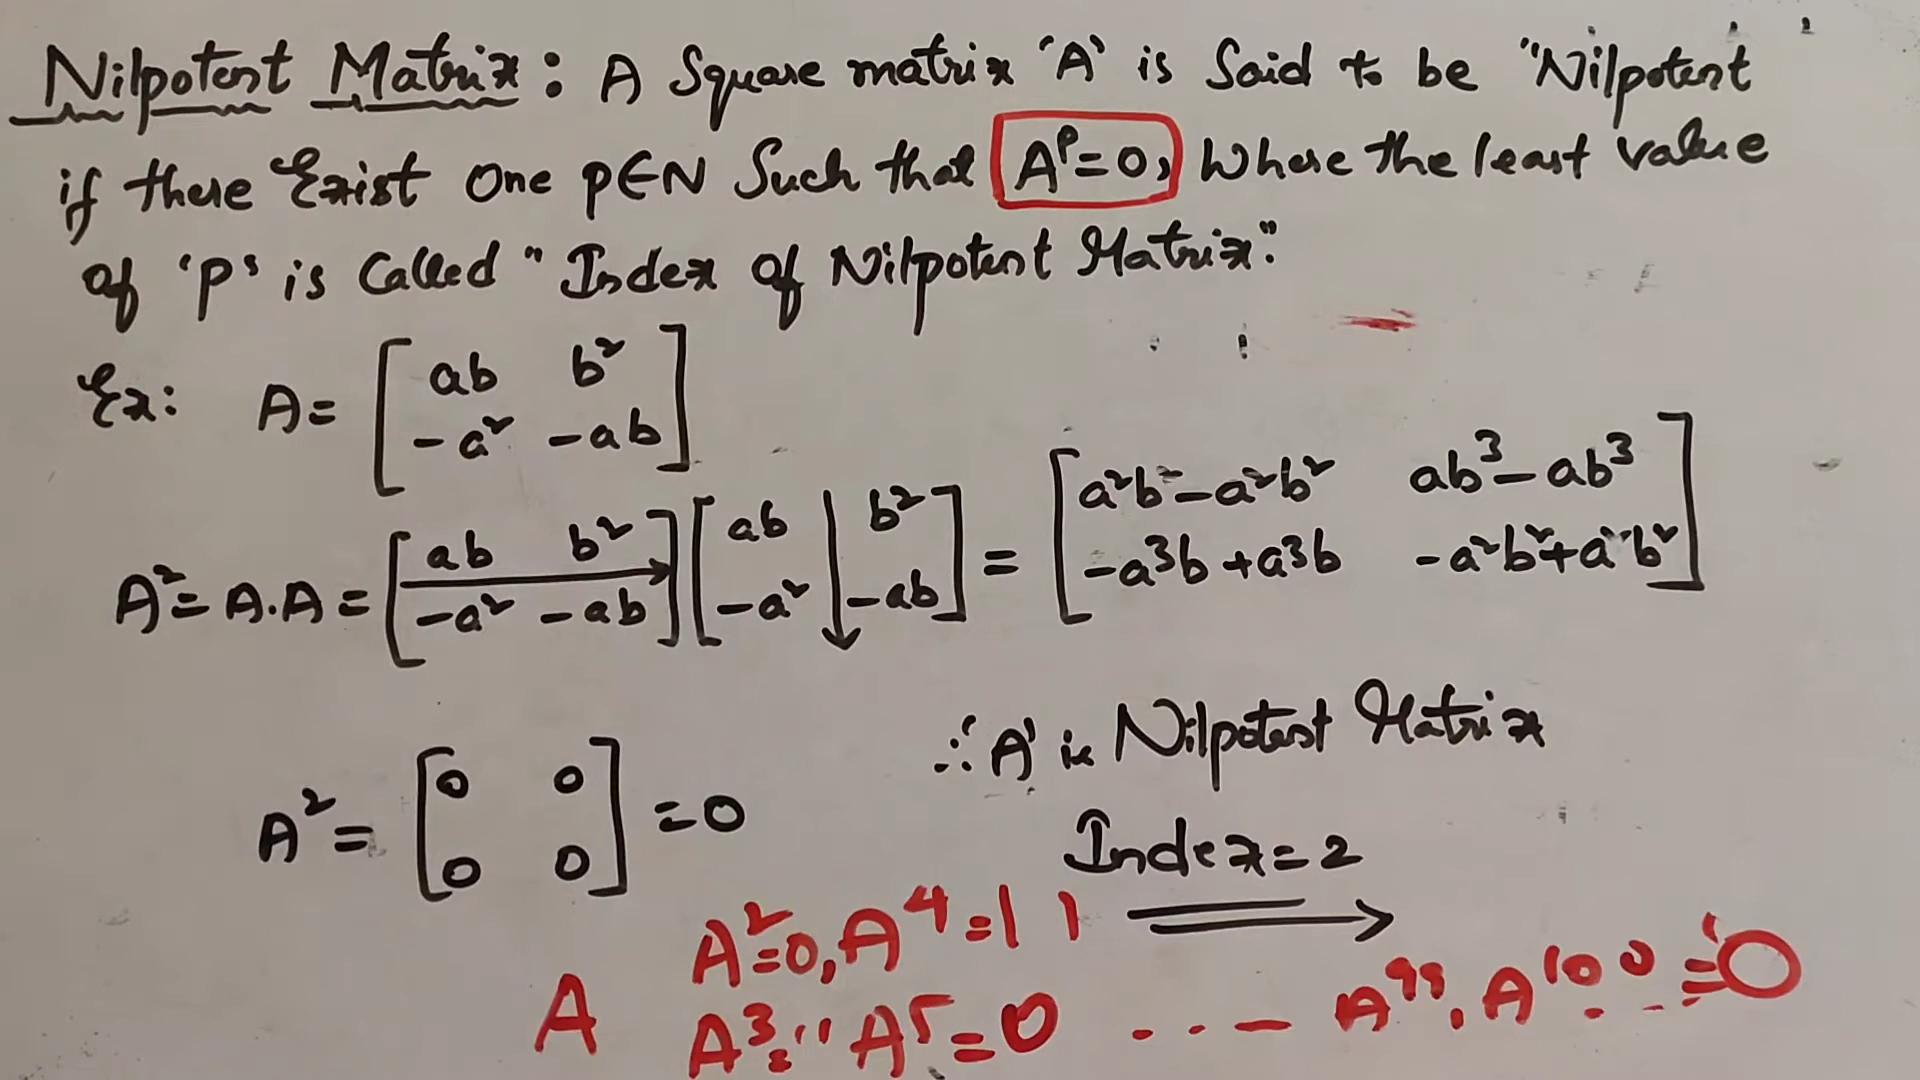 Nilpotent Matrix: A Square matrix 'A' is Said to be "Nilpotent
if there Exist One p∈N Such that A^p=0, Where the least value
of 'P' is Called "Index of Nilpotent Matrix".
Ex: A = [ab b²; -a² -ab]
A² = A.A = [ab b²; -a² -ab] [ab b²; -a² -ab] = [a²b²-a²b² ab³-ab³; -a³b+a³b -a²b²+a²b²]
∴ 'A' is Nilpotent Matrix
A² = [0 0; 0 0] = 0
Index = 2
A²=0, A⁴=11
A A³=11 A⁵=0 ... — A⁹⁹, A¹⁰⁰ ... = 0